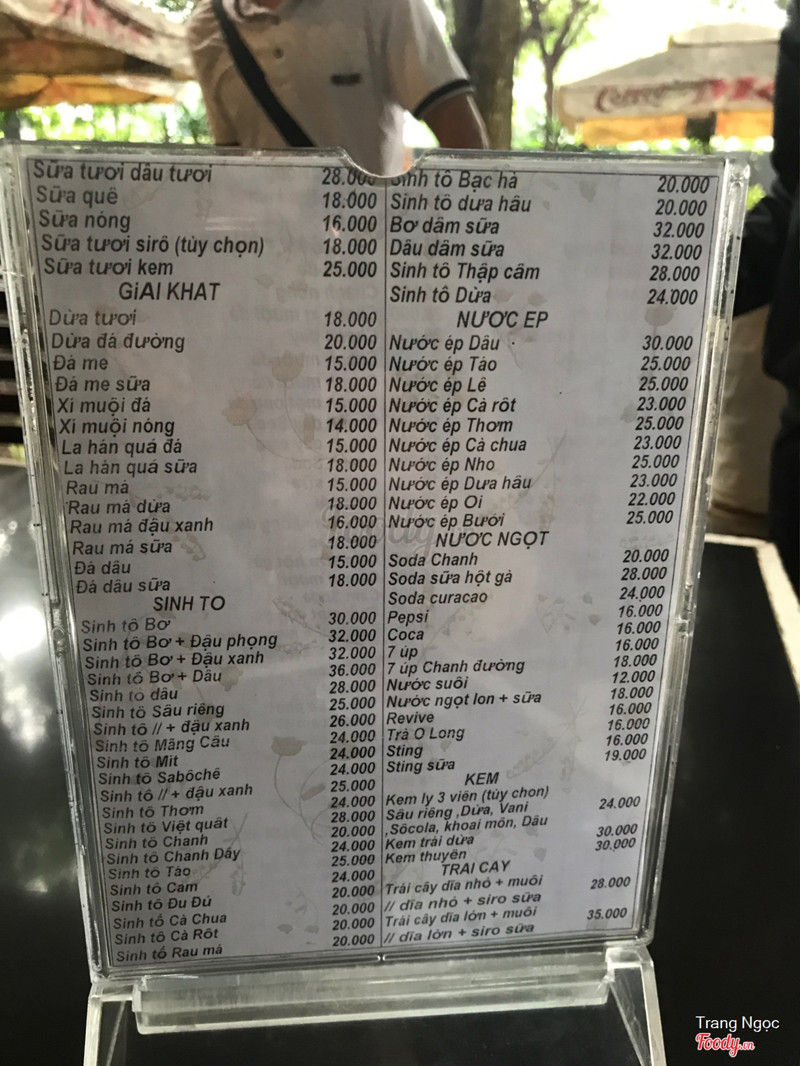 Sữa tươi dâu tươi 28.000
Sữa quê 18.000
Sữa nóng 16.000
Sữa tươi sirô (tùy chọn) 18.000
Sữa tươi kem 25.000
GiAI KHAT
Dừa tươi 18.000
Dừa đá đường 20.000
Đá me 15.000
Đá me sữa 18.000
Xí muội đá 15.000
Xí muội nóng 14.000
La hán quả đá 15.000
La hán quả sữa 18.000
Rau má 15.000
Rau má dừa 18.000
Rau má đậu xanh 16.000
Rau má sữa 18.000
Đá dâu 15.000
Đá dâu sữa 18.000
SINH TO
Sinh tố Bơ 30.000
Sinh tố Bơ + Đậu phọng 32.000
Sinh tố Bơ + Đậu xanh 32.000
Sinh tố Bơ + Dâu 36.000
Sinh tố dâu 28.000
Sinh tố Sầu riêng 25.000
Sinh tố // + đậu xanh 26.000
Sinh tố Mãng Cầu 24.000
Sinh tố Mít 24.000
Sinh tố Sabôchê 24.000
Sinh tố // + đậu xanh 25.000
Sinh tố Thơm 24.000
Sinh tố Việt quất 28.000
Sinh tố Chanh 20.000
Sinh tố Chanh Dây 24.000
Sinh tố Táo 25.000
Sinh tố Cam 24.000
Sinh tố Đu Đủ 20.000
Sinh tố Cà Chua 20.000
Sinh tố Cà Rốt 20.000
Sinh tố Rau má 20.000
Sinh tố Bạc hà 20.000
Sinh tố dưa hấu 20.000
Bơ dầm sữa 32.000
Dâu dầm sữa 32.000
Sinh tố Thập cẩm 28.000
Sinh tố Dừa 24.000
NƯƠC EP
Nước ép Dâu 30.000
Nước ép Táo 25.000
Nước ép Lê 25.000
Nước ép Cà rốt 23.000
Nước ép Thơm 25.000
Nước ép Cà chua 23.000
Nước ép Nho 25.000
Nước ép Dưa hấu 23.000
Nước ép Oi 22.000
Nước ép Bưởi 25.000
NƯƠC NGỌT
Soda Chanh 20.000
Soda sữa hột gà 28.000
Soda curacao 24.000
Pepsi 16.000
Coca 16.000
7 úp 16.000
7 úp Chanh đường 18.000
Nước suối 12.000
Nước ngọt lon + sữa 18.000
Revive 16.000
Trà O Long 16.000
Sting 16.000
Sting sữa 19.000
KEM
Kem ly 3 viên (tùy chọn)
Sầu riêng ,Dừa, Vani 24.000
,Sôcola, khoai môn, Dâu
Kem trái dừa 30.000
Kem thuyền 30.000
TRAI CAY
Trái cây dĩa nhỏ + muối 28.000
// dĩa nhỏ + siro sữa
Trái cây dĩa lớn + muối 35.000
// dĩa lớn + siro sữa
Trang Ngọc
Foody.vn